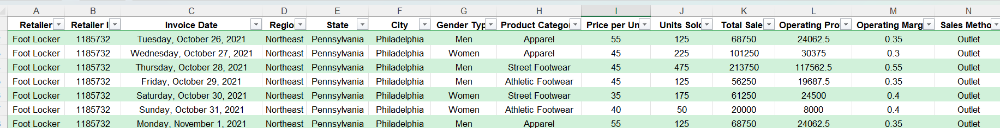 A B C D E F G H I J K L M N
Retailer Retailer I Invoice Date Regio State City Gender Typ Product Catego Price per Un Units Sol Total Sale Operating Pro Operating Marg Sales Metho
Foot Locker 1185732 Tuesday, October 26, 2021 Northeast Pennsylvania Philadelphia Men Apparel 55 125 68750 24062.5 0.35 Outlet
Foot Locker 1185732 Wednesday, October 27, 2021 Northeast Pennsylvania Philadelphia Women Apparel 45 225 101250 30375 0.3 Outlet
Foot Locker 1185732 Thursday, October 28, 2021 Northeast Pennsylvania Philadelphia Men Street Footwear 45 475 213750 117562.5 0.55 Outlet
Foot Locker 1185732 Friday, October 29, 2021 Northeast Pennsylvania Philadelphia Men Athletic Footwear 45 125 56250 19687.5 0.35 Outlet
Foot Locker 1185732 Saturday, October 30, 2021 Northeast Pennsylvania Philadelphia Women Street Footwear 35 175 61250 24500 0.4 Outlet
Foot Locker 1185732 Sunday, October 31, 2021 Northeast Pennsylvania Philadelphia Women Athletic Footwear 40 50 20000 8000 0.4 Outlet
Foot Locker 1185732 Monday, November 1, 2021 Northeast Pennsylvania Philadelphia Men Apparel 55 125 68750 24062.5 0.35 Outlet